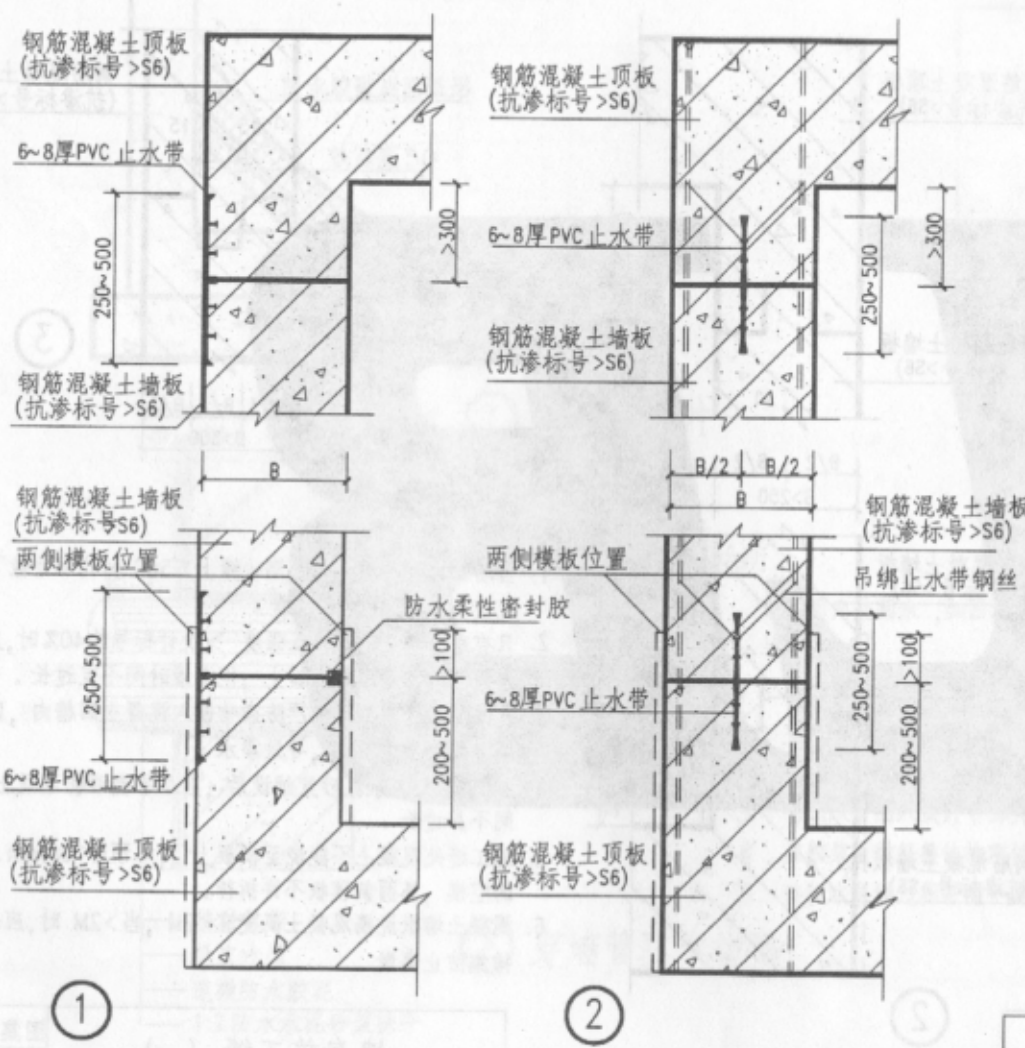 钢筋混凝土顶板
(抗渗标号>S6)
6~8厚PVC 止水带
250~500
>300
钢筋混凝土墙板
(抗渗标号>S6)
B
钢筋混凝土墙板
(抗渗标号>S6)
两侧模板位置
防水柔性密封胶
250~500
>100
200~500
6~8厚PVC 止水带
钢筋混凝土顶板
(抗渗标号>S6)
1
钢筋混凝土顶板
(抗渗标号>S6)
6~8厚PVC止水带
>300
250~500
钢筋混凝土墙板
(抗渗标号>S6)
B/2
B/2
B
钢筋混凝土墙板
(抗渗标号>S6)
两侧模板位置
吊绑止水带钢丝
6~8厚PVC止水带
250~500
>100
200~500
钢筋混凝土顶板
(抗渗标号>S6)
2